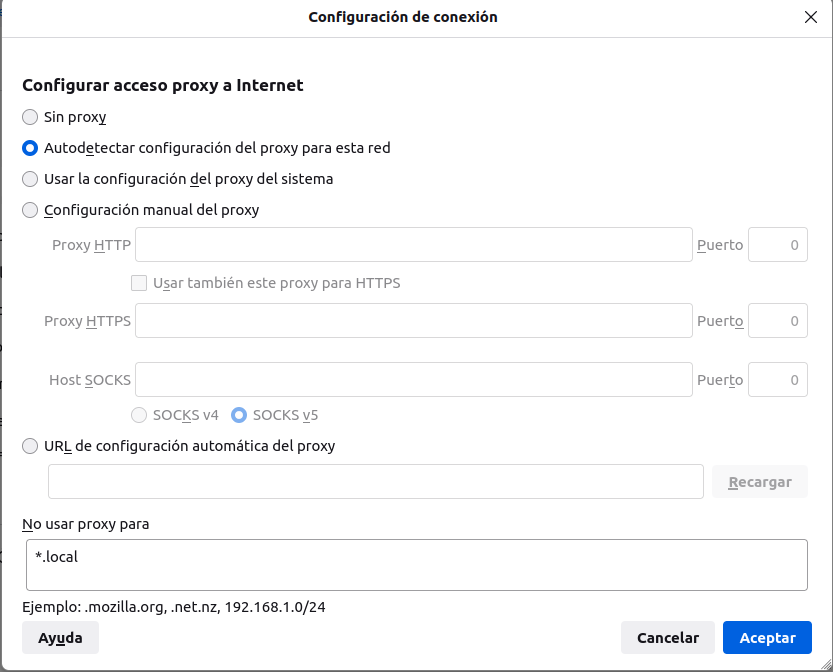 Configuración de conexión
Configurar acceso proxy a Internet
Sin proxy
Autodetectar configuración del proxy para esta red
Usar la configuración del proxy del sistema
Configuración manual del proxy
Proxy HTTP Puerto 0
Usar también este proxy para HTTPS
Proxy HTTPS Puerto 0
Host SOCKS Puerto 0
SOCKS v4 SOCKS v5
URL de configuración automática del proxy
Recargar
No usar proxy para
*.local
Ejemplo: .mozilla.org, .net.nz, 192.168.1.0/24
Ayuda Cancelar Aceptar